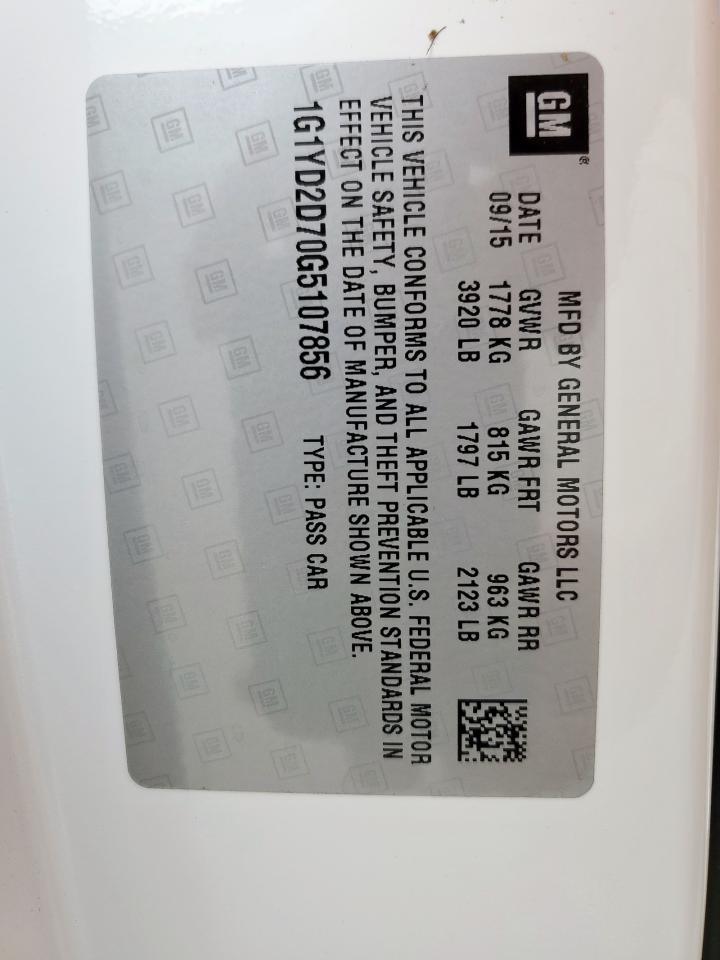 GM
MFD BY GENERAL MOTORS LLC
DATE GVWR GAWR FRT GAWR RR
09/15 1778 KG 815 KG 963 KG
3920 LB 1797 LB 2123 LB
THIS VEHICLE CONFORMS TO ALL APPLICABLE U.S. FEDERAL MOTOR
VEHICLE SAFETY, BUMPER, AND THEFT PREVENTION STANDARDS IN
EFFECT ON THE DATE OF MANUFACTURE SHOWN ABOVE.
1G1YD2D70G5107856 TYPE: PASS CAR